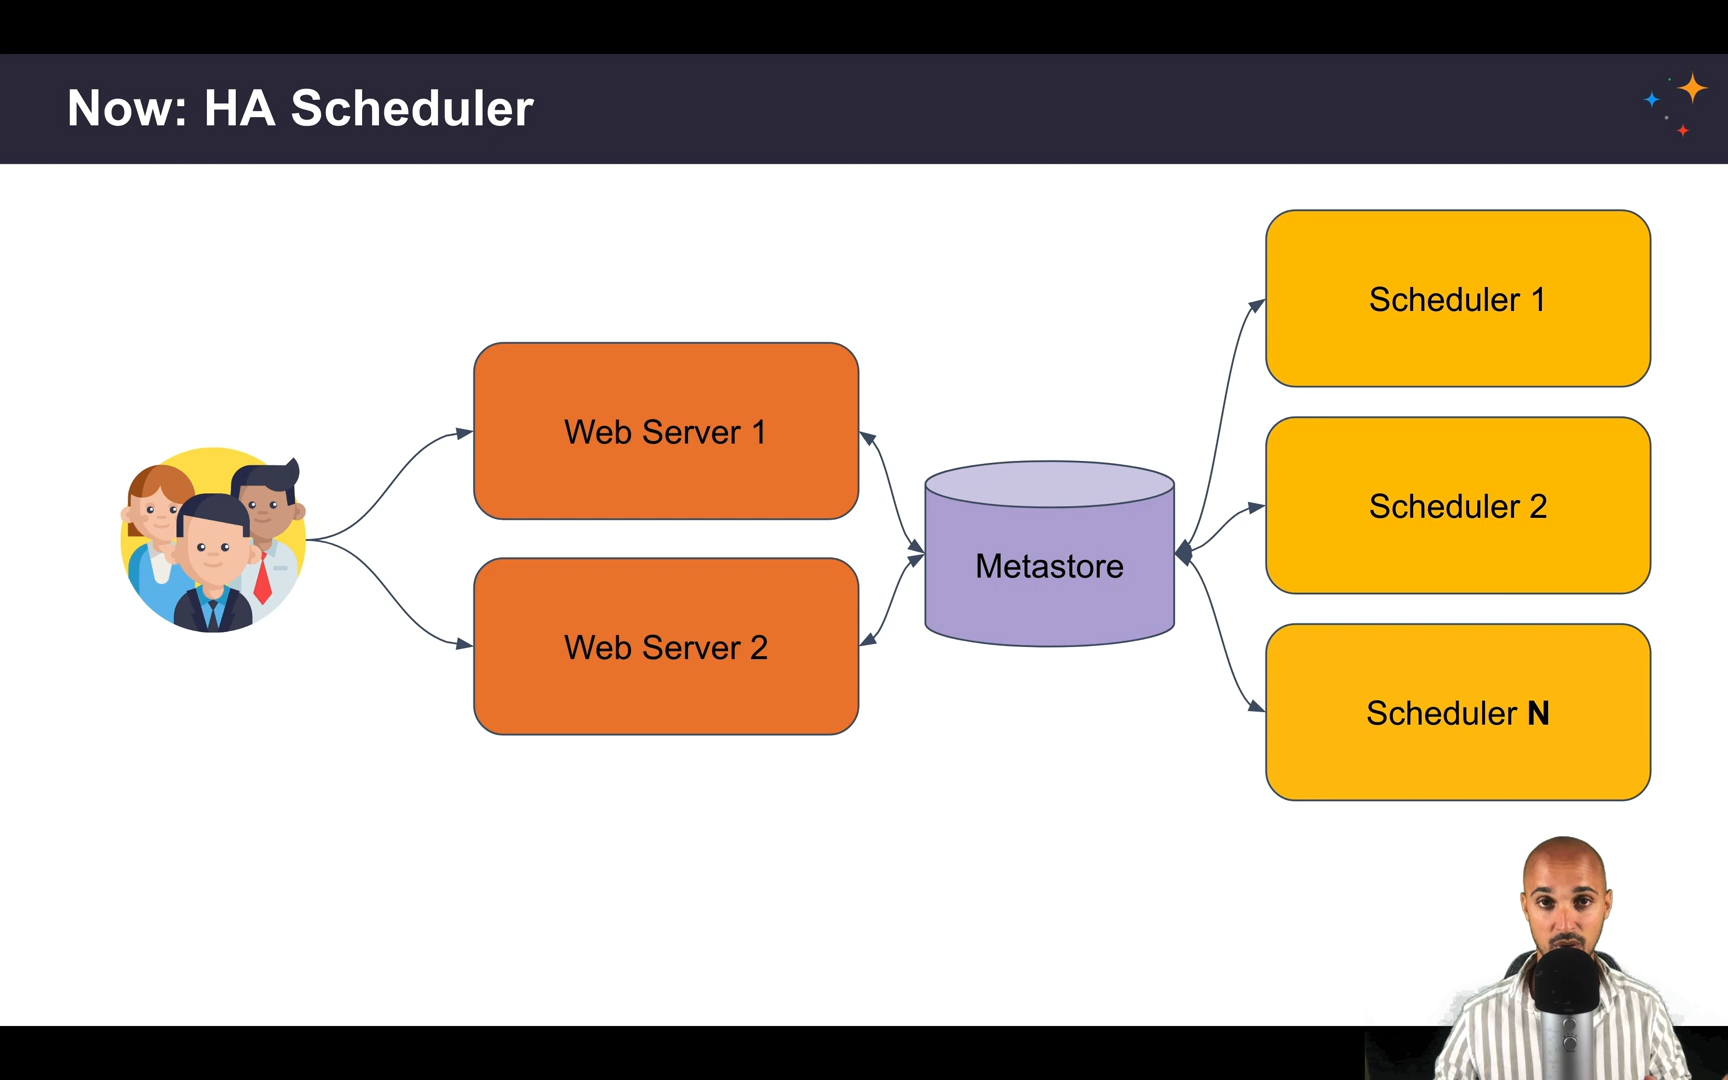 Now: HA Scheduler
Scheduler 1
Web Server 1
Scheduler 2
Metastore
Web Server 2
Scheduler N